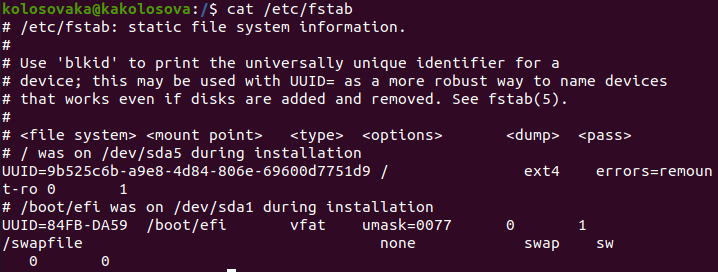 kolosovaka@kakolosova:/$ cat /etc/fstab
# /etc/fstab: static file system information.
#
# Use 'blkid' to print the universally unique identifier for a
# device; this may be used with UUID= as a more robust way to name devices
# that works even if disks are added and removed. See fstab(5).
#
# <file system> <mount point>   <type>  <options>       <dump>  <pass>
# / was on /dev/sda5 during installation
UUID=9b525c6b-a9e8-4d84-806e-69600d7751d9 /               ext4    errors=remoun
t-ro 0       1
# /boot/efi was on /dev/sda1 during installation
UUID=84FB-DA59  /boot/efi       vfat    umask=0077      0       1
/swapfile                                 none            swap    sw
   0       0